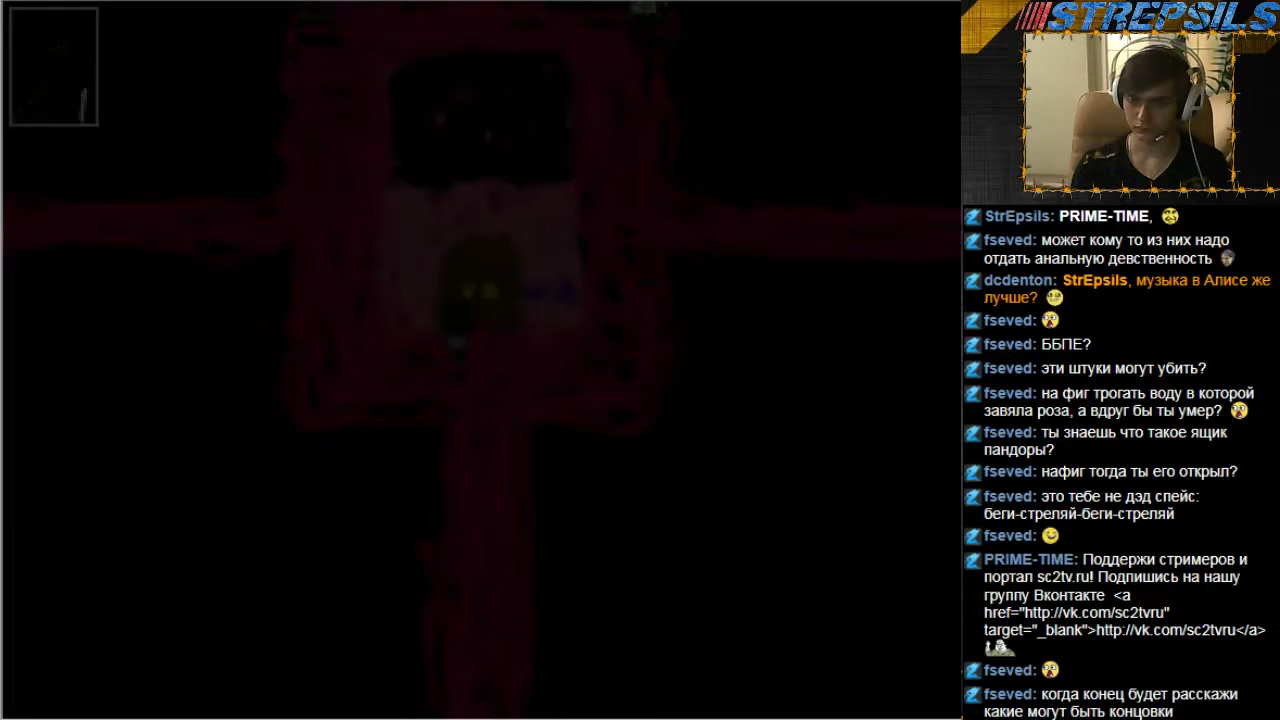 STREPSILS
StrEpsils: PRIME-TIME,
fseved: может кому то из них надо
отдать анальную девственность
dcdenton: StrEpsils, музыка в Алисе же
лучше?
fseved:
fseved: ББПЕ?
fseved: эти штуки могут убить?
fseved: на фиг трогать воду в которой
завяла роза, а вдруг бы ты умер?
fseved: ты знаешь что такое ящик
пандоры?
fseved: нафиг тогда ты его открыл?
fseved: это тебе не дэд спейс:
беги-стреляй-беги-стреляй
fseved:
PRIME-TIME: Поддержи стримеров и
портал sc2tv.ru! Подпишись на нашу
группу Вконтакте <a
href="http://vk.com/sc2tvru"
target="_blank">http://vk.com/sc2tvru</a>
fseved:
fseved: когда конец будет расскажи
какие могут быть концовки